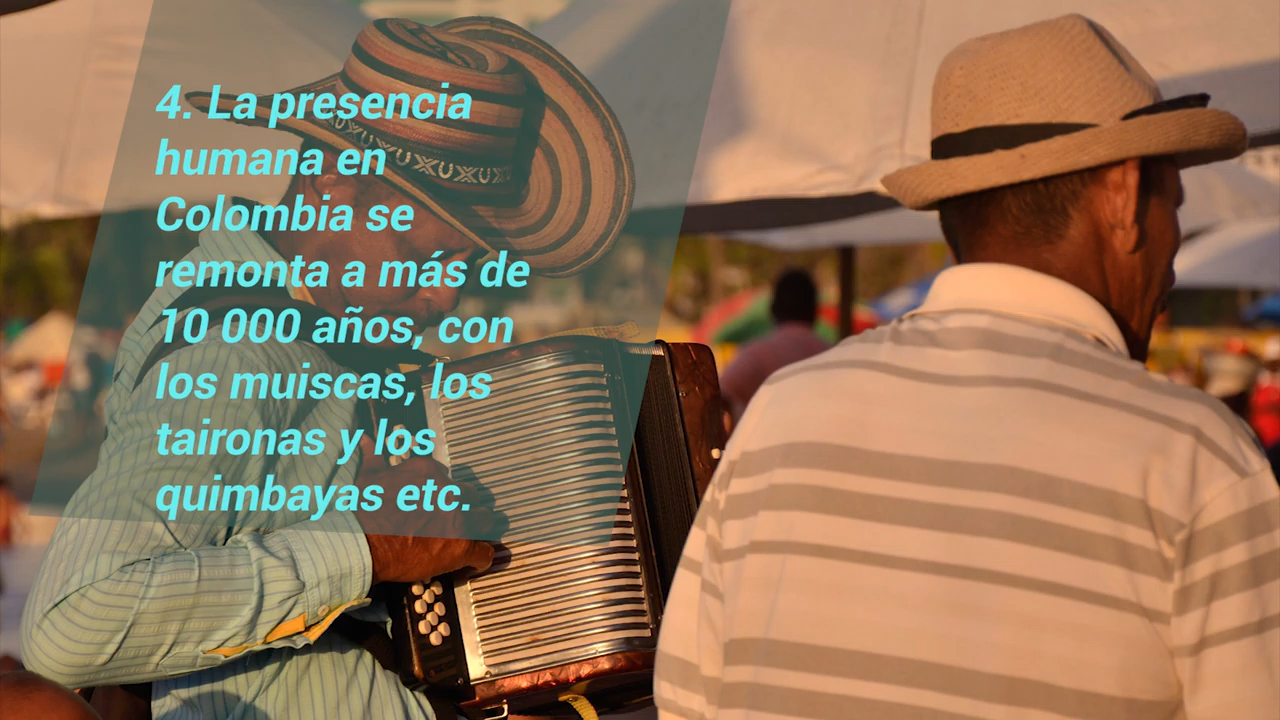 4. La presencia
humana en
Colombia se
remonta a más de
10 000 años, con
los muiscas, los
taironas y los
quimbayas etc.